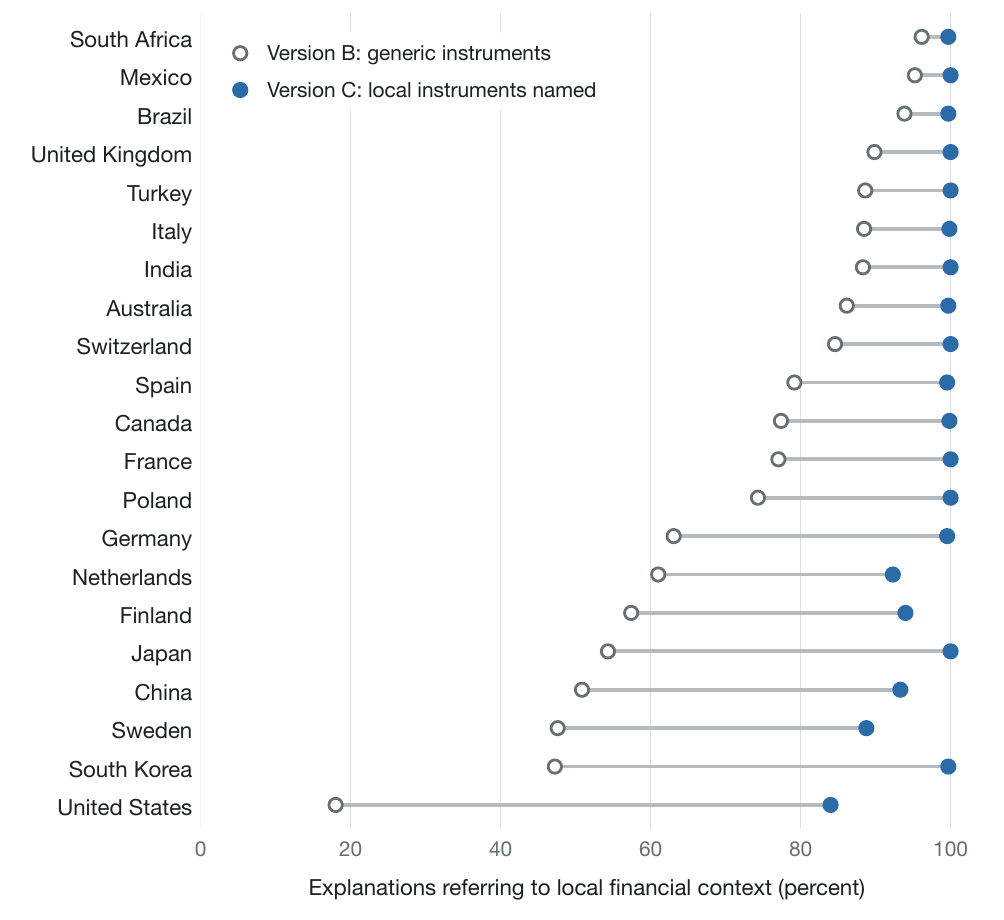 Version B: generic instruments
Version C: local instruments named
South Africa
Mexico
Brazil
United Kingdom
Turkey
Italy
India
Australia
Switzerland
Spain
Canada
France
Poland
Germany
Netherlands
Finland
Japan
China
Sweden
South Korea
United States
0 20 40 60 80 100
Explanations referring to local financial context (percent)